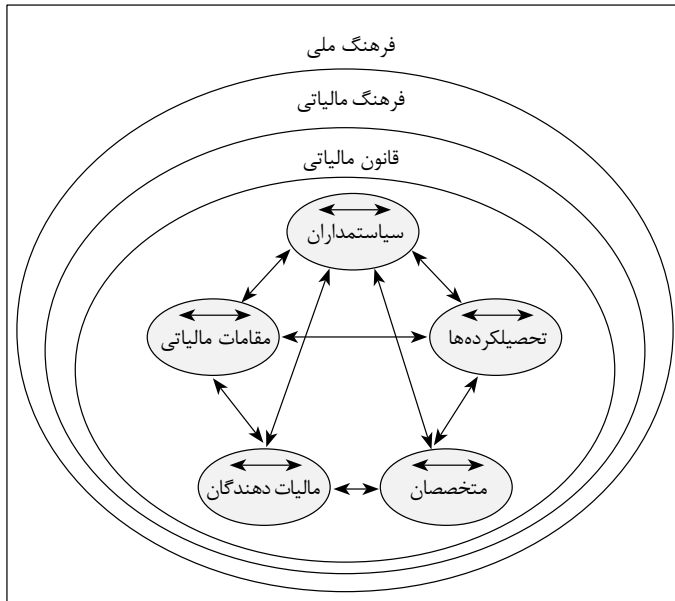 فرهنگ ملی
فرهنگ مالیاتی
قانون مالیاتی
سیاستمداران
تحصیلکرده‌ها
مقامات مالیاتی
مالیات دهندگان
متخصصان